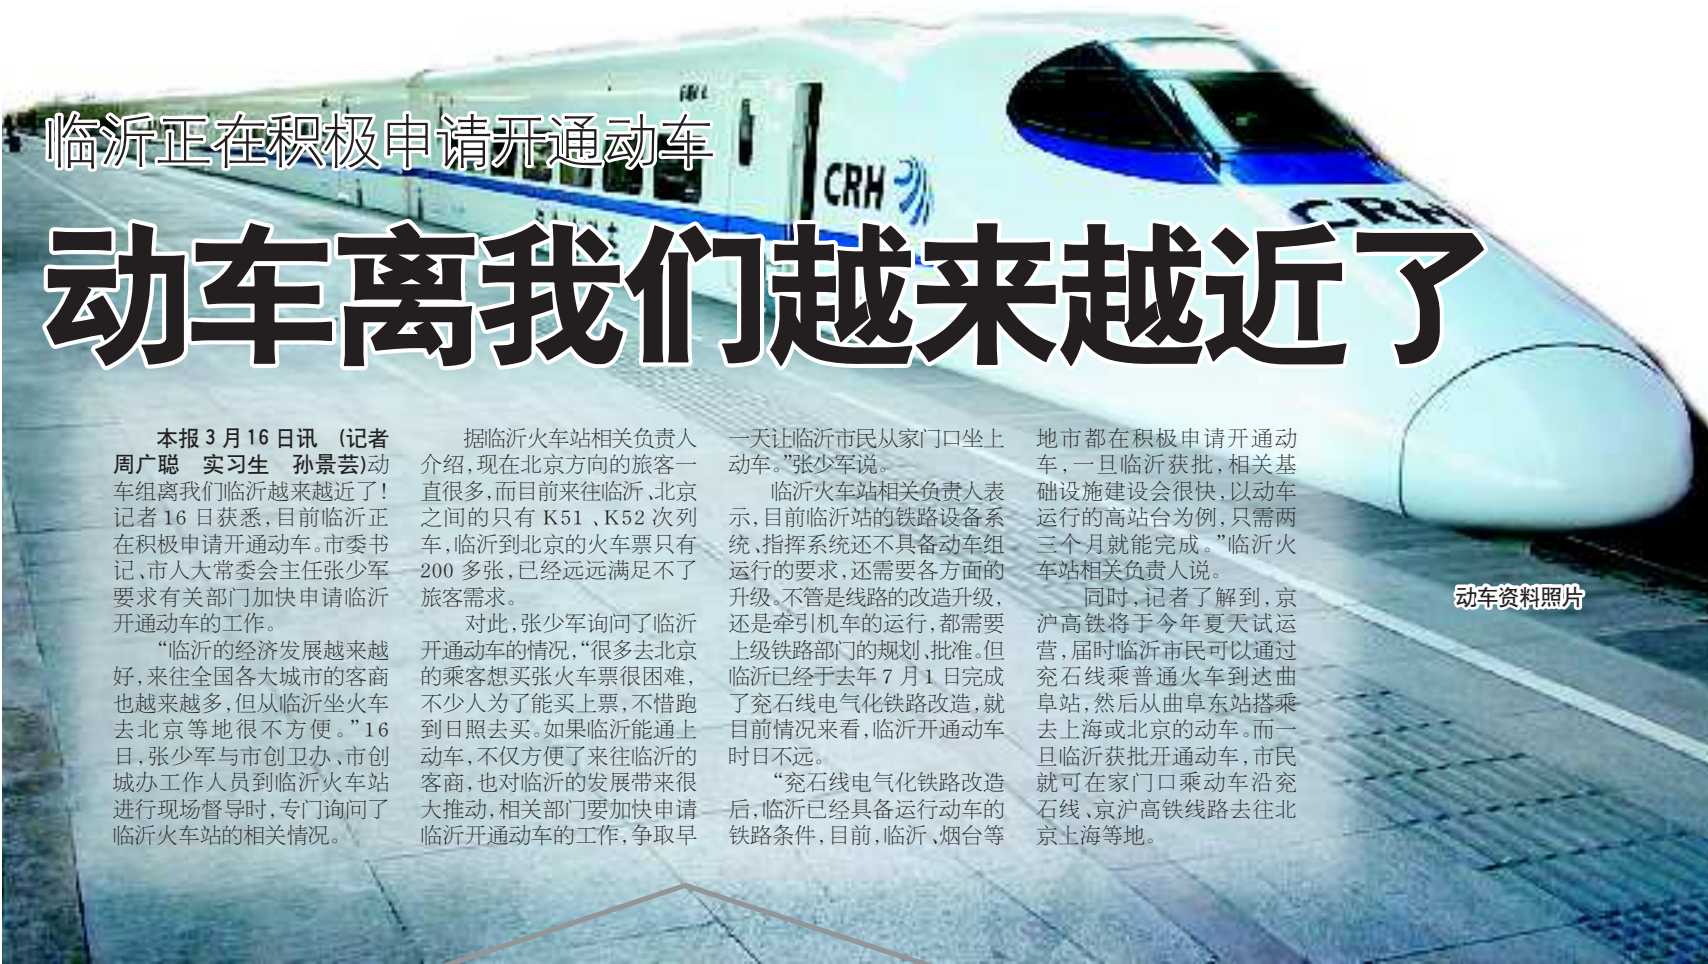 临沂正在积极申请开通动车
CRH
CRH
动车离我们越来越近了
本报3月16日讯 (记者
周广聪 实习生 孙景芸)动
车组离我们临沂越来越近了!
记者16日获悉,目前临沂正
在积极申请开通动车。市委书
记、市人大常委会主任张少军
要求有关部门加快申请临沂
开通动车的工作。
“临沂的经济发展越来越
好,来往全国各大城市的客商
也越来越多,但从临沂坐火车
去北京等地很不方便。”16
日,张少军与市创卫办、市创
城办工作人员到临沂火车站
进行现场督导时,专门询问了
临沂火车站的相关情况。
据临沂火车站相关负责人
介绍,现在北京方向的旅客一
直很多,而目前来往临沂、北京
之间的只有K51、K52次列
车,临沂到北京的火车票只有
200多张,已经远远满足不了
旅客需求。
对此,张少军询问了临沂
开通动车的情况,“很多去北京
的乘客想买张火车票很困难,
不少人为了能买上票,不惜跑
到日照去买。如果临沂能通上
动车,不仅方便了来往临沂的
客商,也对临沂的发展带来很
大推动,相关部门要加快申请
临沂开通动车的工作,争取早
一天让临沂市民从家门口坐上
动车。”张少军说。
临沂火车站相关负责人表
示,目前临沂站的铁路设备系
统、指挥系统还不具备动车组
运行的要求,还需要各方面的
升级。不管是线路的改造升级,
还是牵引机车的运行,都需要
上级铁路部门的规划、批准。但
临沂已经于去年7月1日完成
了兖石线电气化铁路改造,就
目前情况来看,临沂开通动车
时日不远。
“兖石线电气化铁路改造
后,临沂已经具备运行动车的
铁路条件,目前,临沂、烟台等
地市都在积极申请开通动
车,一旦临沂获批,相关基
础设施建设会很快,以动车
运行的高站台为例,只需两
三个月就能完成。”临沂火
车站相关负责人说。
同时,记者了解到,京
沪高铁将于今年夏天试运
营,届时临沂市民可以通过
兖石线乘普通火车到达曲
阜站,然后从曲阜东站搭乘
去上海或北京的动车。而一
旦临沂获批开通动车,市民
就可在家门口乘动车沿兖
石线、京沪高铁线路去往北
京上海等地。
动车资料照片